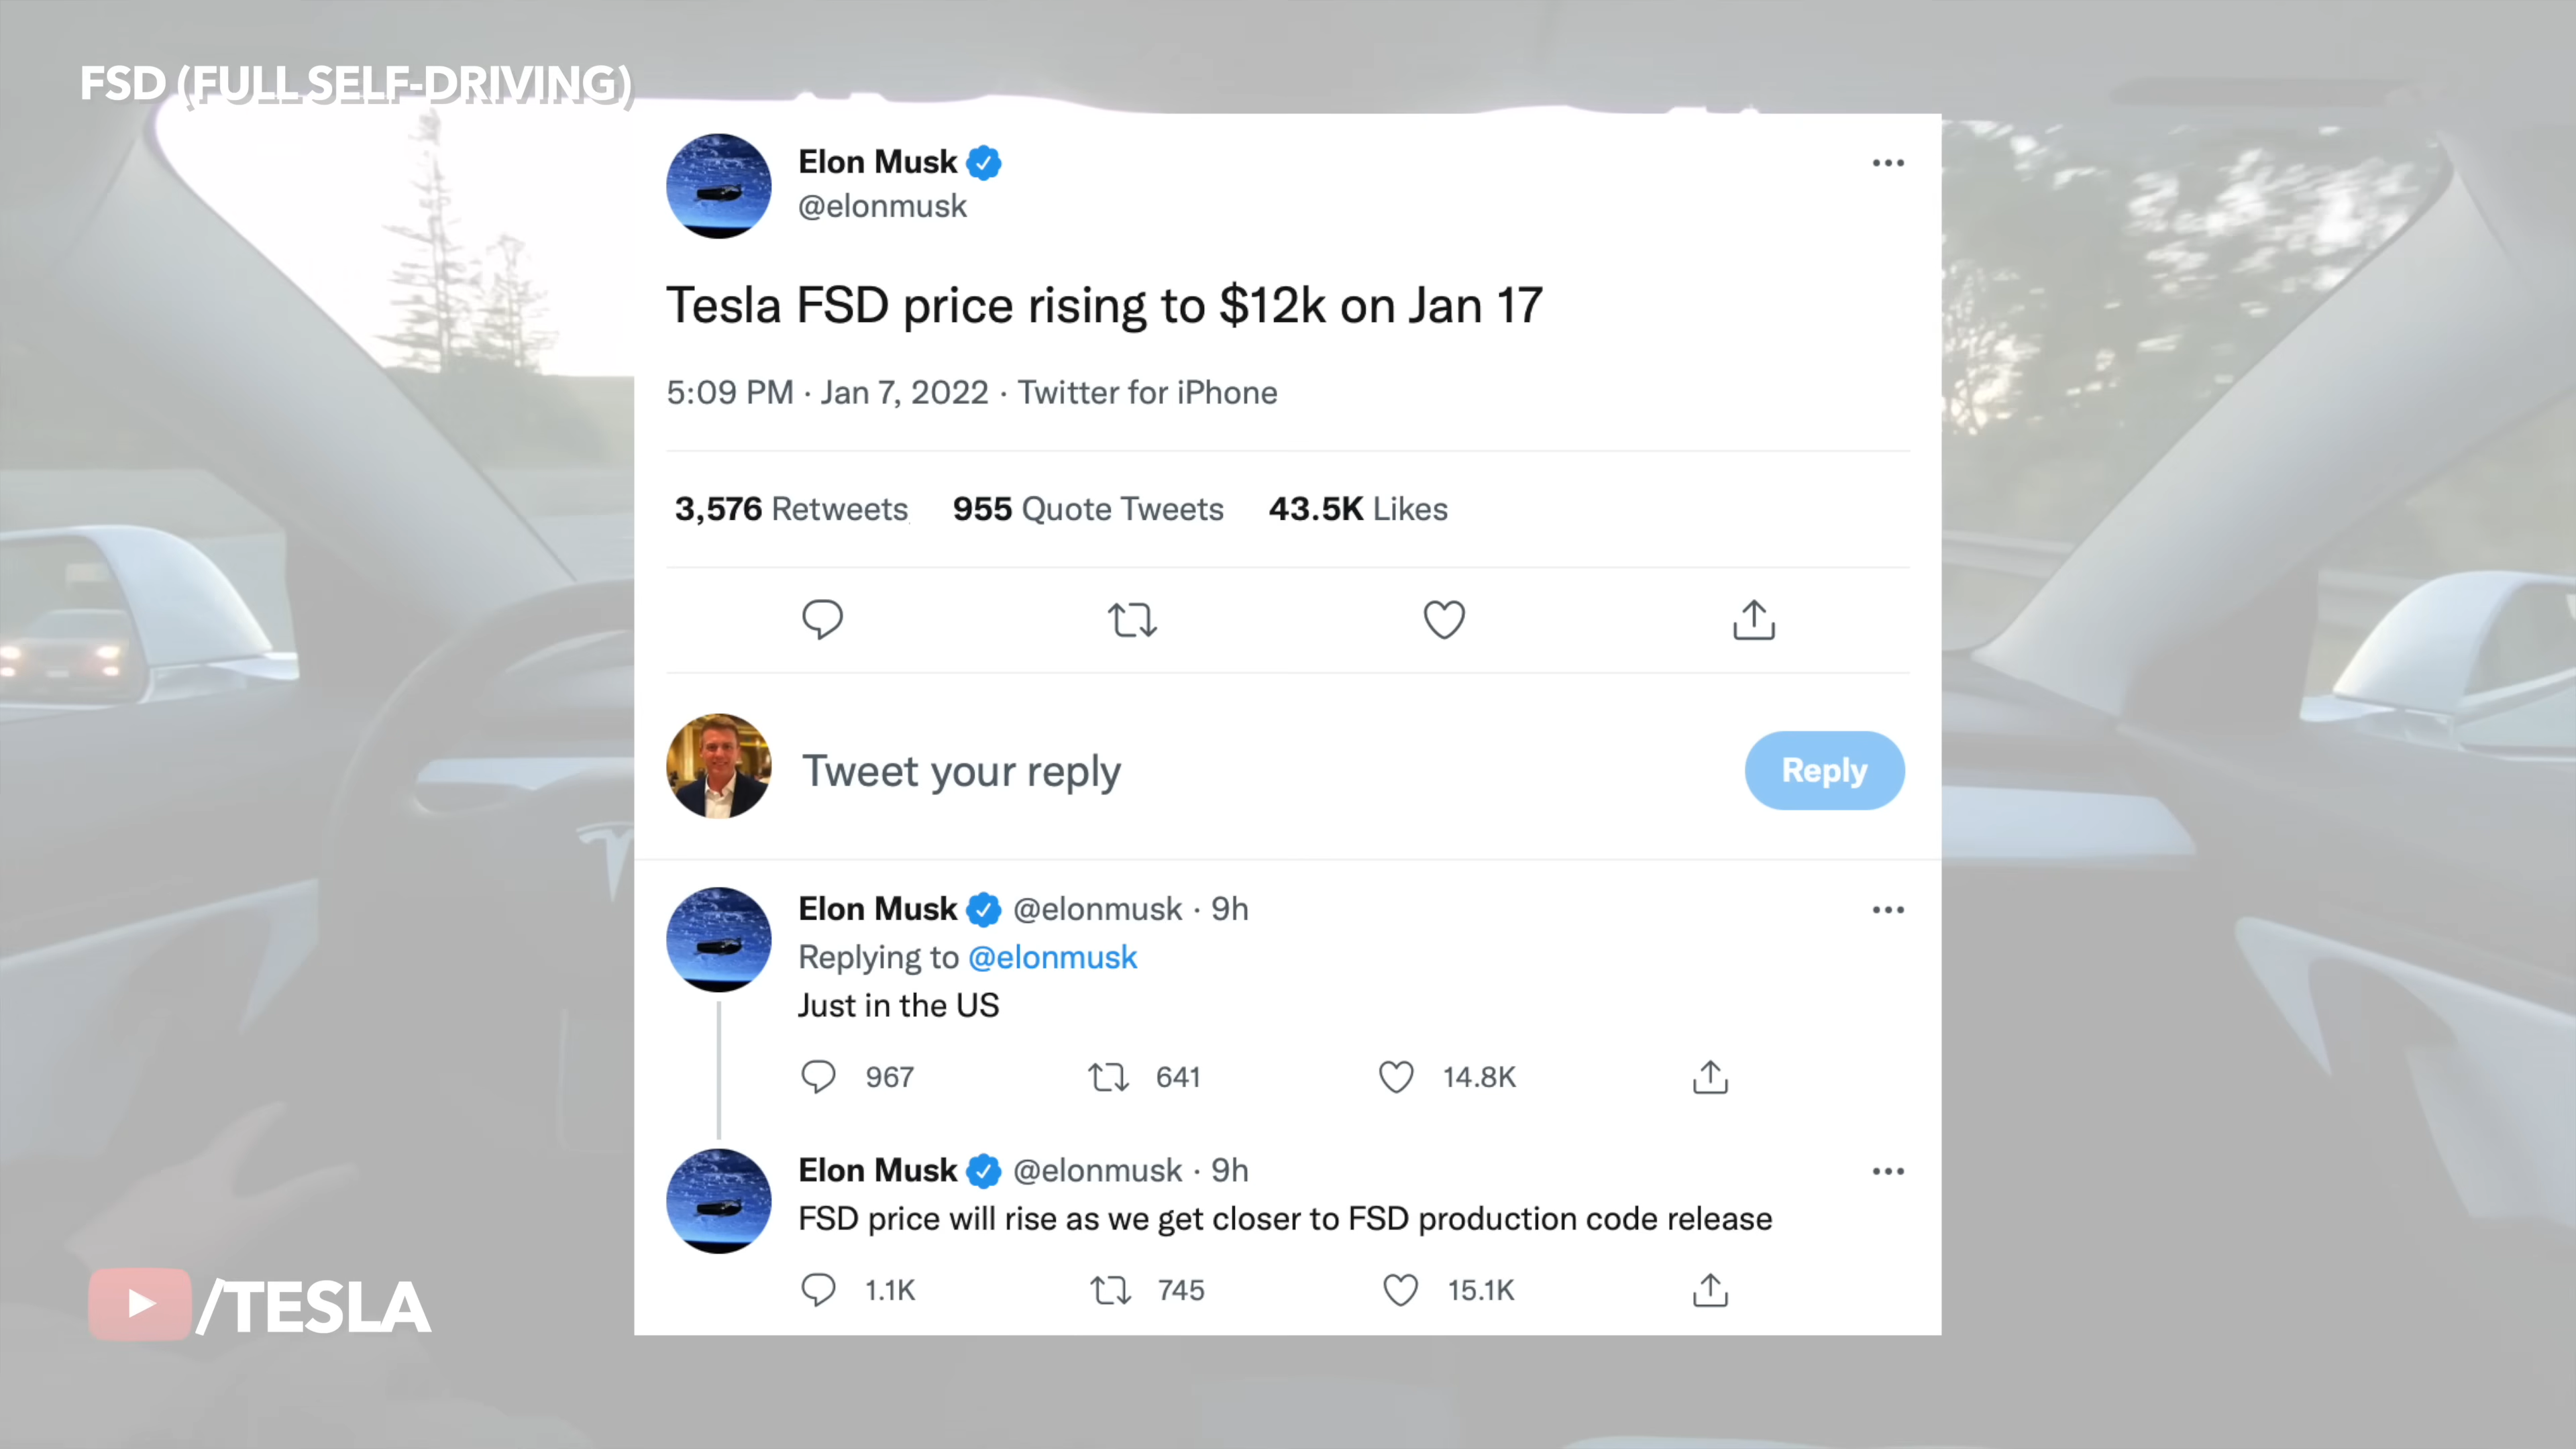 FSD (FULL SELF-DRIVING)
Elon Musk
@elonmusk
Tesla FSD price rising to $12k on Jan 17
5:09 PM · Jan 7, 2022 · Twitter for iPhone
3,576 Retweets 955 Quote Tweets 43.5K Likes
Tweet your reply
Reply
Elon Musk @elonmusk · 9h
Replying to @elonmusk
Just in the US
967 641 14.8K
Elon Musk @elonmusk · 9h
FSD price will rise as we get closer to FSD production code release
1.1K 745 15.1K
/TESLA